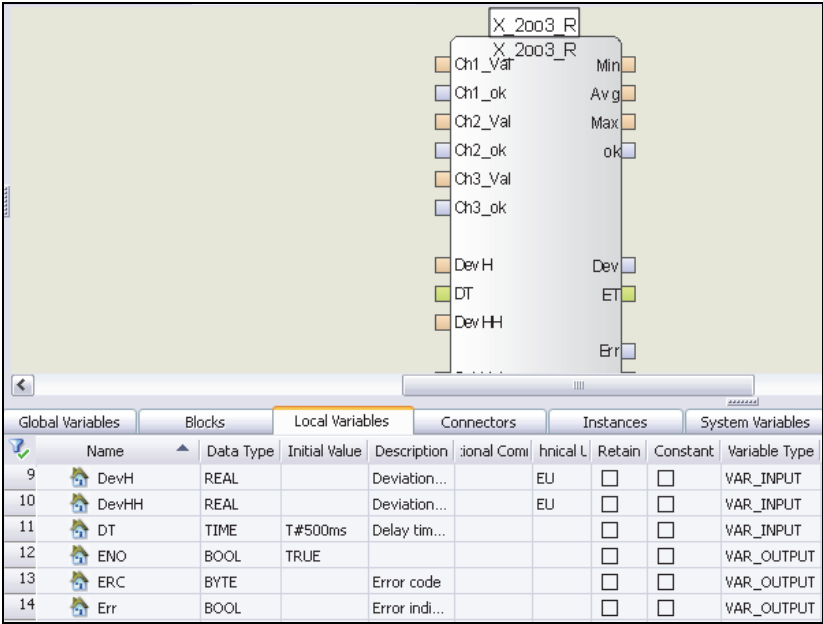 X_2oo3_R
X_2oo3_R
Ch1_Val Min
Ch1_ok Avg
Ch2_Val Max
Ch2_ok ok
Ch3_Val
Ch3_ok
DevH Dev
DT ET
DevHH
Err
Global Variables Blocks Local Variables Connectors Instances System Variables
Name Data Type Initial Value Description tional Com hnical U Retain Constant Variable Type
9 DevH REAL Deviation... EU VAR_INPUT
10 DevHH REAL Deviation... EU VAR_INPUT
11 DT TIME T#500ms Delay tim... VAR_INPUT
12 ENO BOOL TRUE VAR_OUTPUT
13 ERC BYTE Error code VAR_OUTPUT
14 Err BOOL Error indi... VAR_OUTPUT